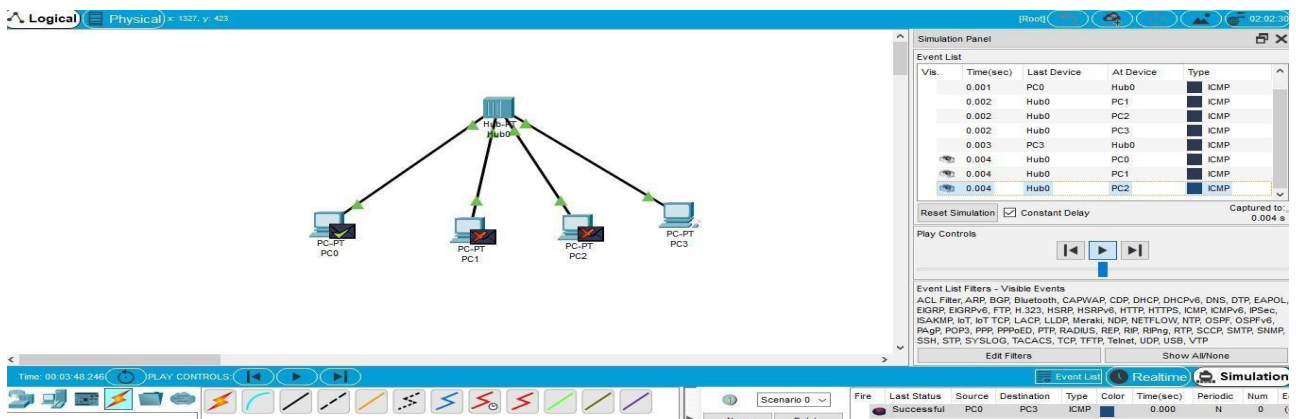 Logical Physical x: 1327, y: 423 [Root] 02:02:30
Simulation Panel
Event List
Vis. Time(sec) Last Device At Device Type
0.001 PC0 Hub0 ICMP
0.002 Hub0 PC1 ICMP
0.002 Hub0 PC2 ICMP
0.002 Hub0 PC3 ICMP
0.003 PC3 Hub0 ICMP
0.004 Hub0 PC0 ICMP
0.004 Hub0 PC1 ICMP
0.004 Hub0 PC2 ICMP
Reset Simulation Constant Delay Captured to:
0.004 s
Play Controls
Event List Filters - Visible Events
ACL Filter, ARP, BGP, Bluetooth, CAPWAP, CDP, DHCP, DHCPv6, DNS, DTP, EAPOL,
EIGRP, EIGRPv6, FTP, H.323, HSRP, HSRPv6, HTTP, HTTPS, ICMP, ICMPv6, IPSec,
ISAKMP, IoT, IoT TCP, LACP, LLDP, Meraki, NDP, NETFLOW, NTP, OSPF, OSPFv6,
PAgP, POP3, PPP, PPPoED, PTP, RADIUS, REP, RIP, RIPng, RTP, SCCP, SMTP, SNMP,
SSH, STP, SYSLOG, TACACS, TCP, TFTP, Telnet, UDP, USB, VTP
Edit Filters Show All/None
Hub-PT
Hub0
PC-PT
PC0
PC-PT
PC1
PC-PT
PC2
PC-PT
PC3
Time: 00:03:48.246 PLAY CONTROLS: Event List Realtime Simulation
Scenario 0 Fire Last Status Source Destination Type Color Time(sec) Periodic Num
Successful PC0 PC3 ICMP 0.000 N 0